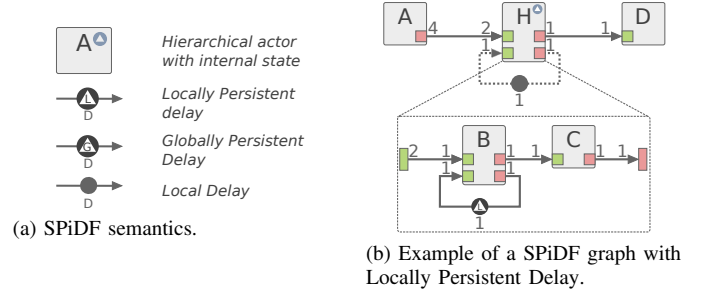 A
Hierarchical actor
with internal state
L
D
Locally Persistent
delay
G
D
Globally Persistent
Delay
D
Local Delay
(a) SPiDF semantics.
A
4
2
H
1
1
D
1
1
1
2
1
B
1
1
C
1
1
1
1
L
1
(b) Example of a SPiDF graph with
Locally Persistent Delay.